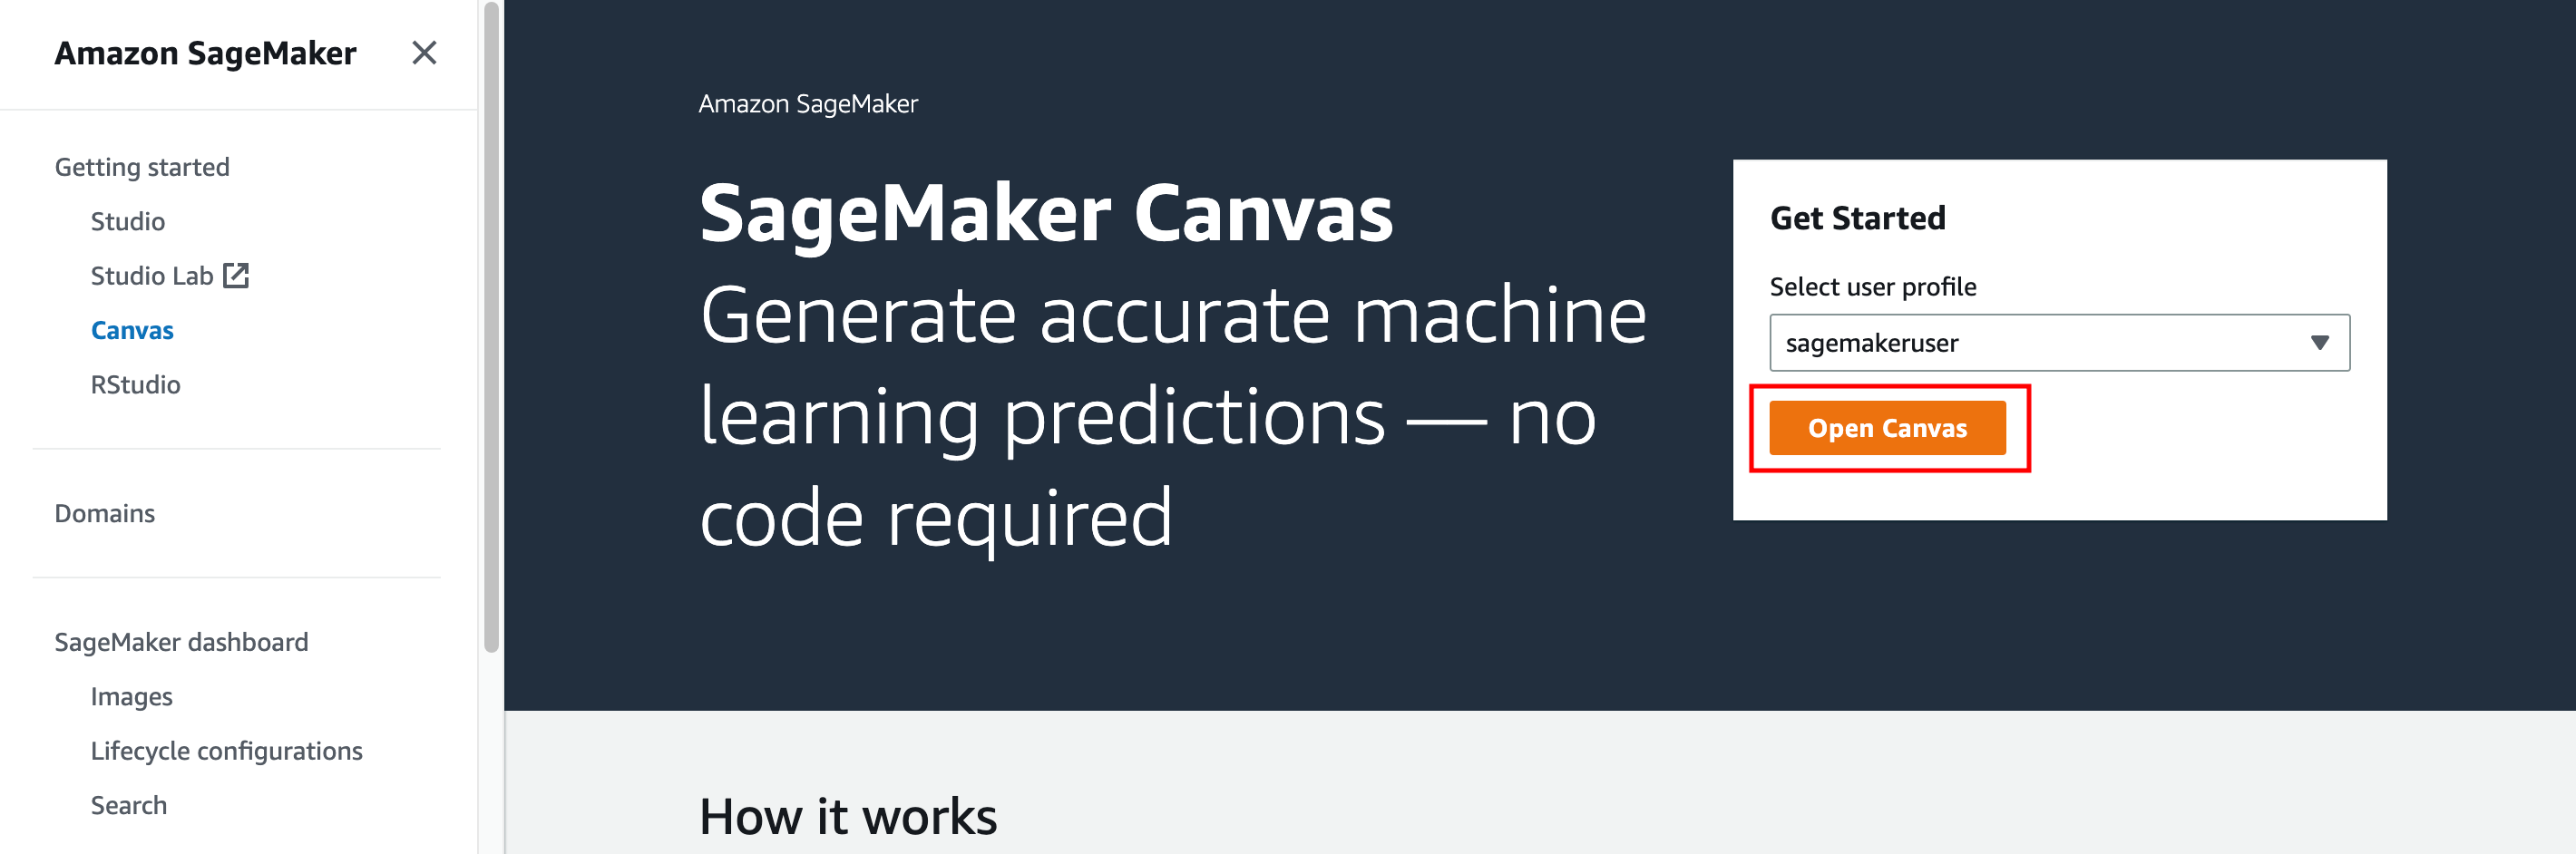 Amazon SageMaker
Getting started
Studio
Studio Lab
Canvas
RStudio
Domains
SageMaker dashboard
Images
Lifecycle configurations
Search
Amazon SageMaker
SageMaker Canvas
Generate accurate machine
learning predictions — no
code required
Get Started
Select user profile
sagemakeruser
Open Canvas
How it works